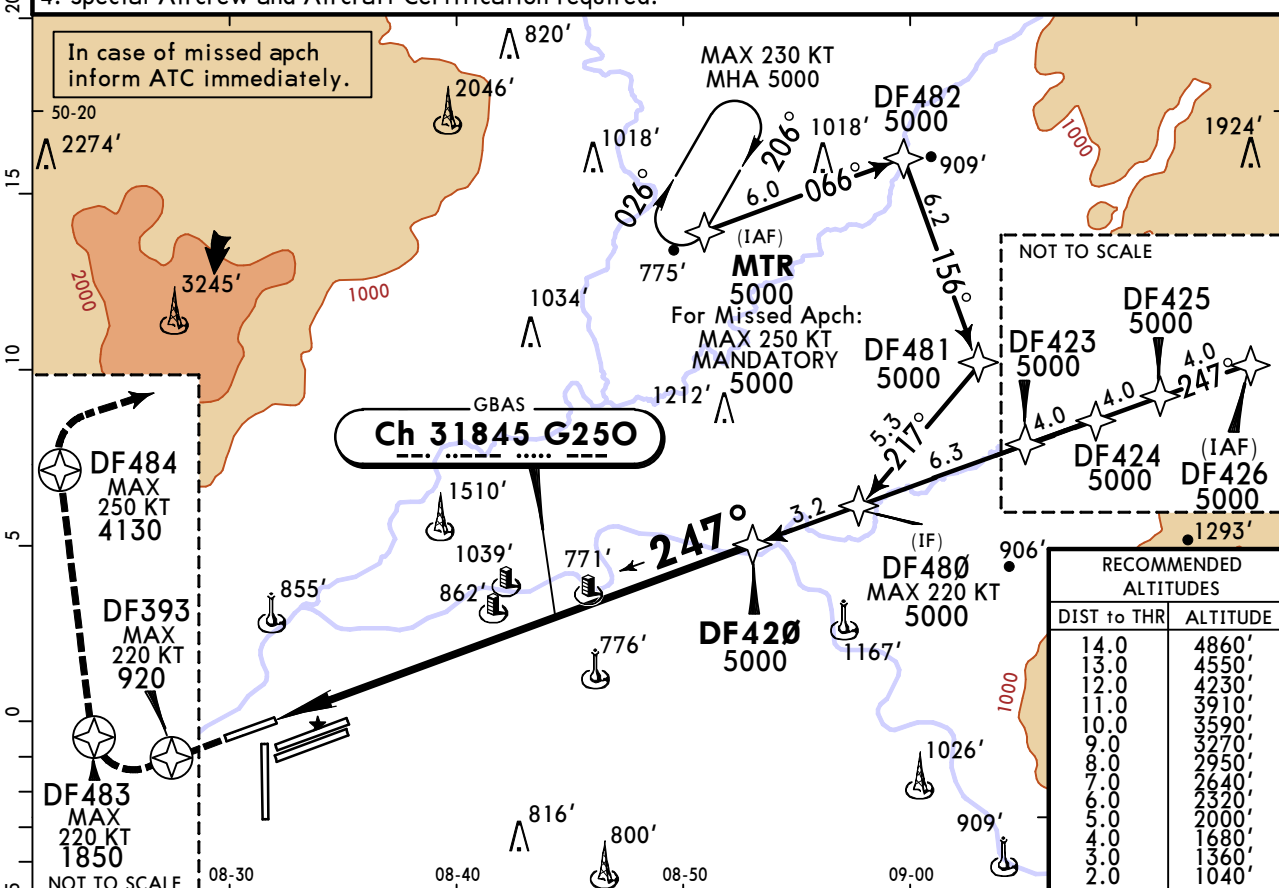 4. Special Aircrew and Aircraft Certification required.
In case of missed apch
inform ATC immediately.
820'
MAX 230 KT
MHA 5000
2046'
50-20
2274'
1018'
206°
1018'
DF482
5000
909'
1000
1924'
15
026°
6.0
066°
6.2
156°
775'
(IAF)
MTR
5000
For Missed Apch:
MAX 250 KT
MANDATORY
5000
NOT TO SCALE
2000
3245'
1000
1034'
DF425
5000
DF423
5000
4.0
247°
4.0
4.0
DF424
5000
(IAF)
DF426
5000
10
DF481
5000
1212'
5.3
217°
6.3
GBAS
Ch 31845 G25O
DF484
MAX
250 KT
4130
1510'
5
3.2
247°
(IF)
DF48Ø
MAX 220 KT
5000
1293'
906'
1039'
862'
771'
855'
DF393
MAX
220 KT
920
DF42Ø
5000
776'
1167'
1000
0
DF483
MAX
220 KT
1850
NOT TO SCALE
816'
800'
1026'
909'
08-30
08-40
08-50
09-00
RECOMMENDED
ALTITUDES
DIST to THR ALTITUDE
14.0 4860'
13.0 4550'
12.0 4230'
11.0 3910'
10.0 3590'
9.0 3270'
8.0 2950'
7.0 2640'
6.0 2320'
5.0 2000'
4.0 1680'
3.0 1360'
2.0 1040'